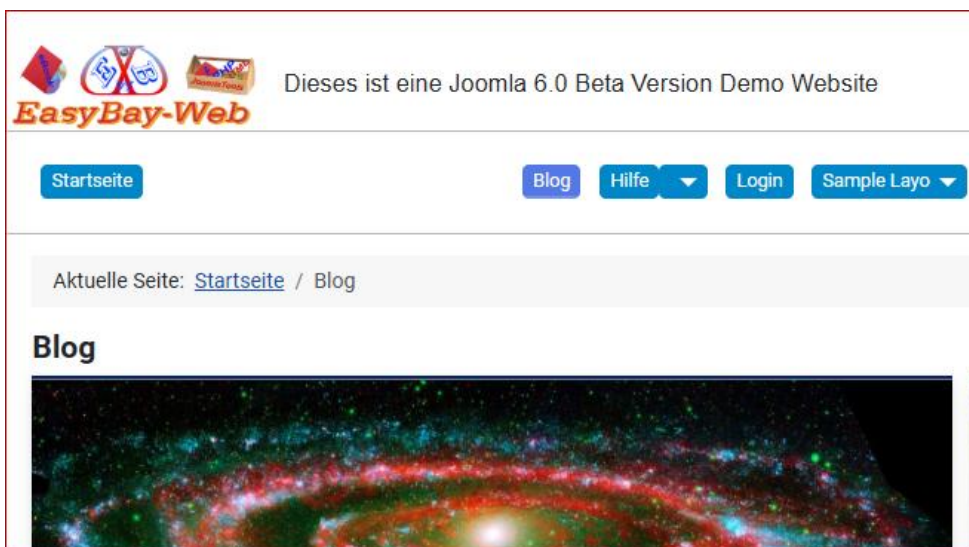 EasyBay-Web
Dieses ist eine Joomla 6.0 Beta Version Demo Website
Startseite
Blog
Hilfe
Login
Sample Layo
Aktuelle Seite: Startseite / Blog
Blog